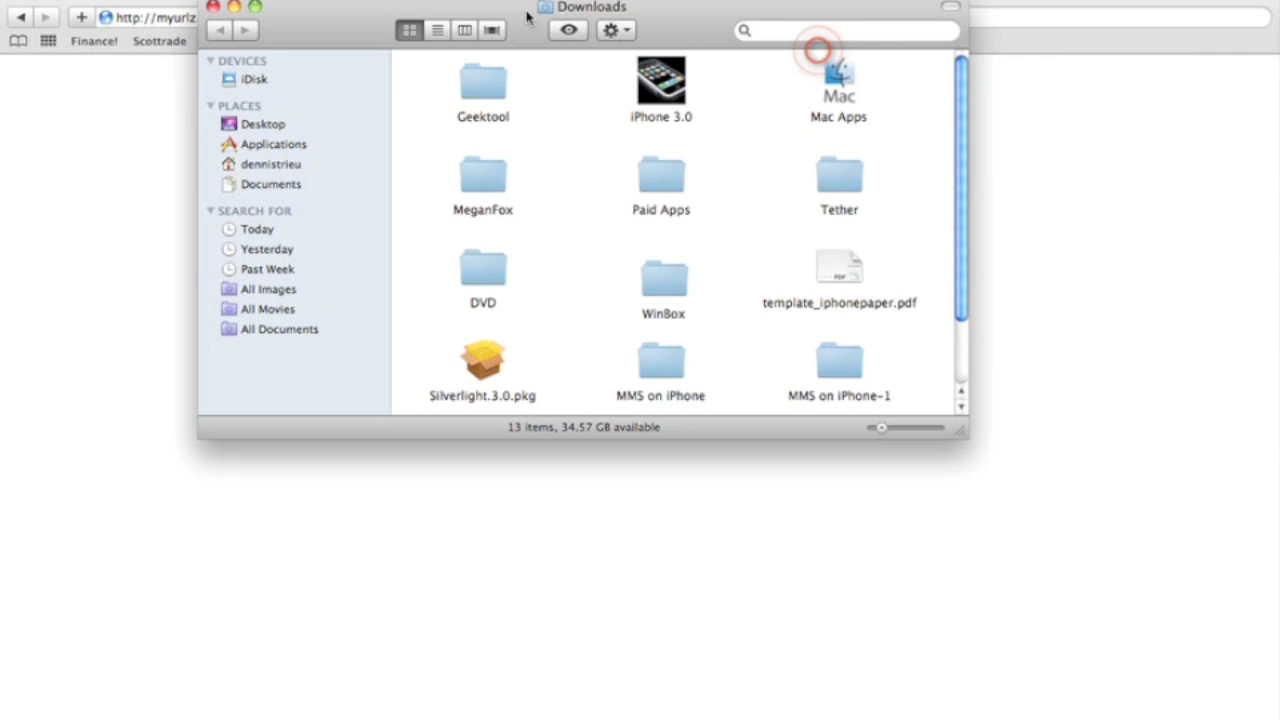 http://myurlz
Downloads
Finance!
Scottrade
DEVICES
iDisk
PLACES
Desktop
Applications
dennistrieu
Documents
SEARCH FOR
Today
Yesterday
Past Week
All Images
All Movies
All Documents
Geektool
iPhone 3.0
Mac
Mac Apps
MeganFox
Paid Apps
Tether
DVD
WinBox
PDF
template_iphonepaper.pdf
Silverlight.3.0.pkg
MMS on iPhone
MMS on iPhone-1
13 items, 34.57 GB available